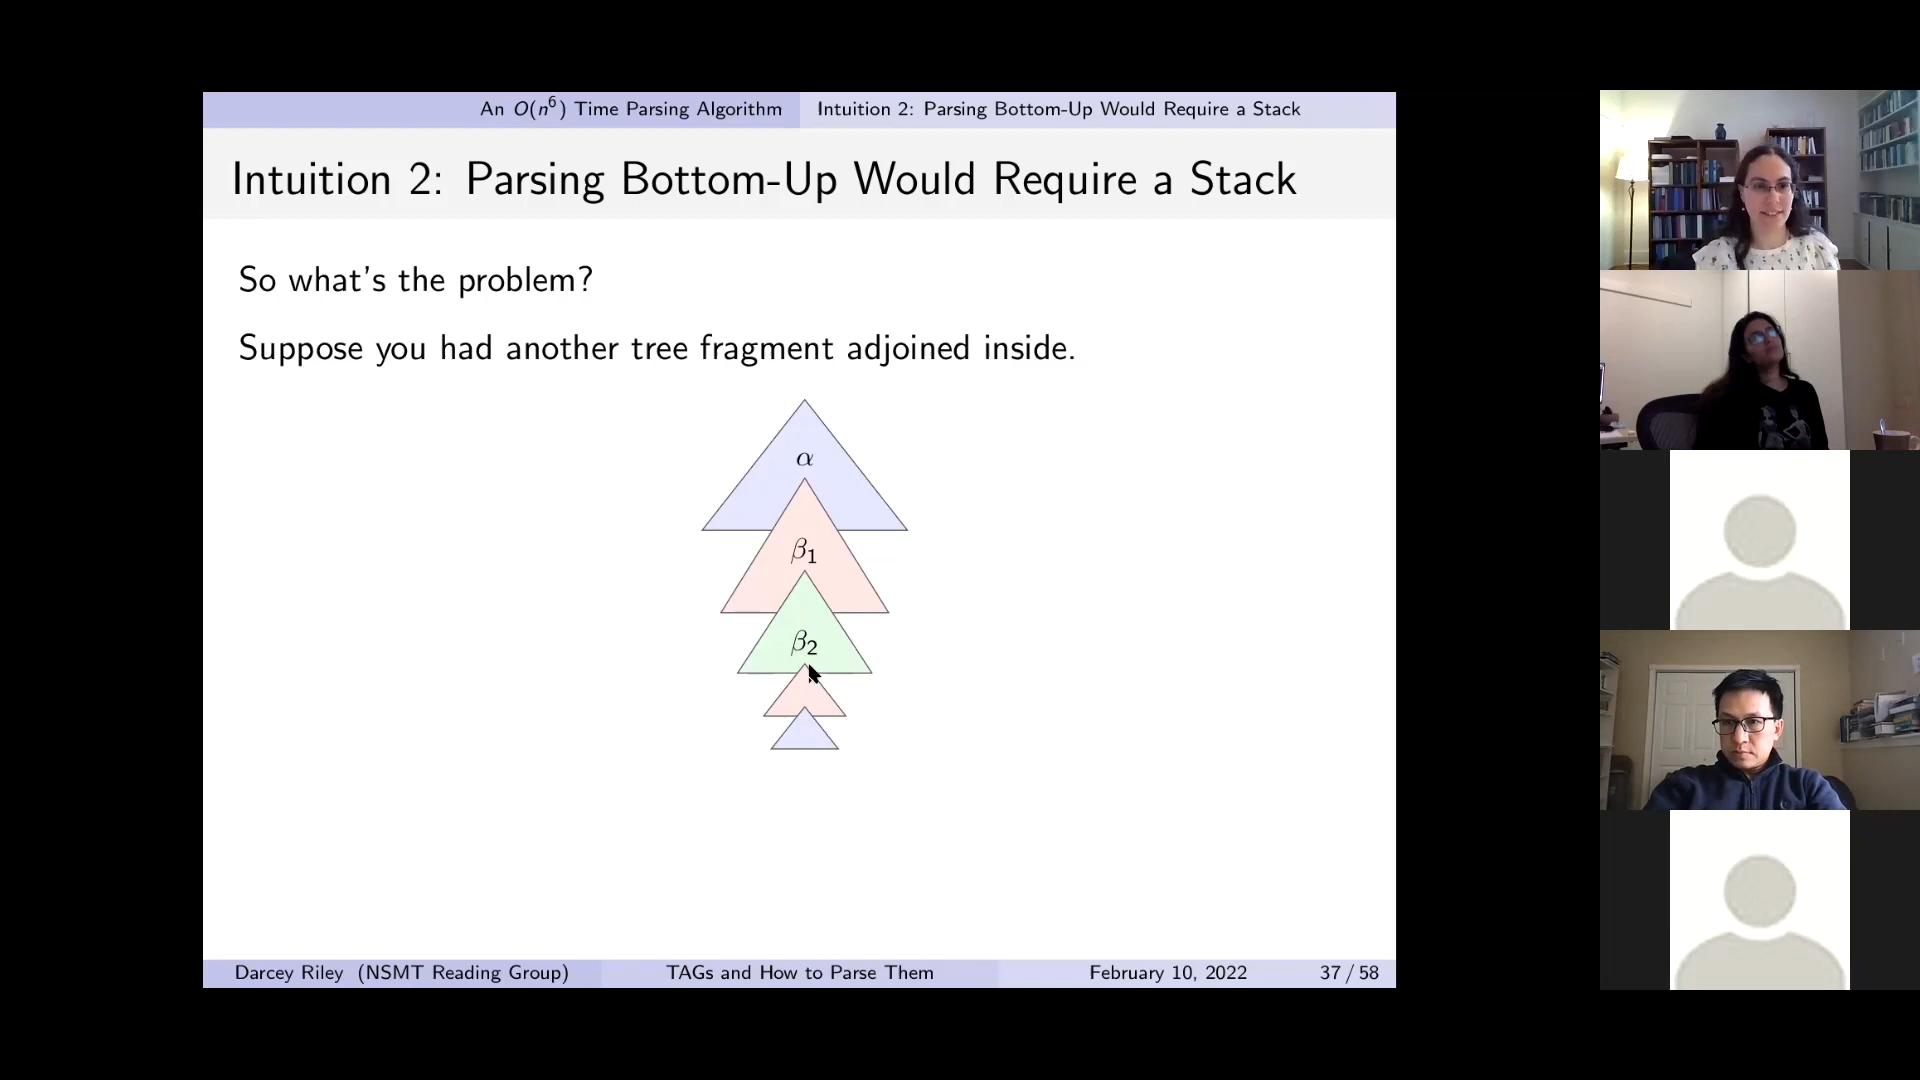 An O(n⁶) Time Parsing Algorithm Intuition 2: Parsing Bottom-Up Would Require a Stack
Intuition 2: Parsing Bottom-Up Would Require a Stack
So what's the problem?
Suppose you had another tree fragment adjoined inside.
α
β₁
β₂
Darcey Riley (NSMT Reading Group) TAGs and How to Parse Them February 10, 2022 37 / 58